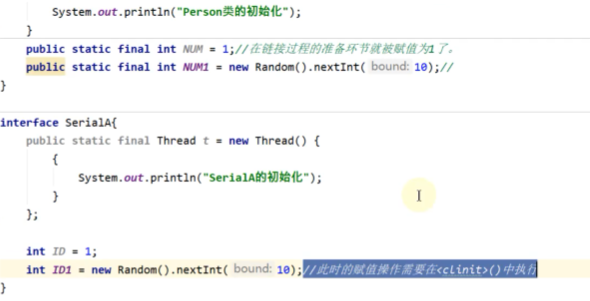 System.out.println("Person类的初始化");
}
public static final int NUM = 1;//在链接过程的准备环节就被赋值为1了。
public static final int NUM1 = new Random().nextInt( bound: 10);//
}
interface SerialA{
public static final Thread t = new Thread() {
{
System.out.println("SerialA的初始化");
}
};
int ID = 1;
int ID1 = new Random().nextInt( bound: 10);//此时的赋值操作需要在<clinit>()中执行
}